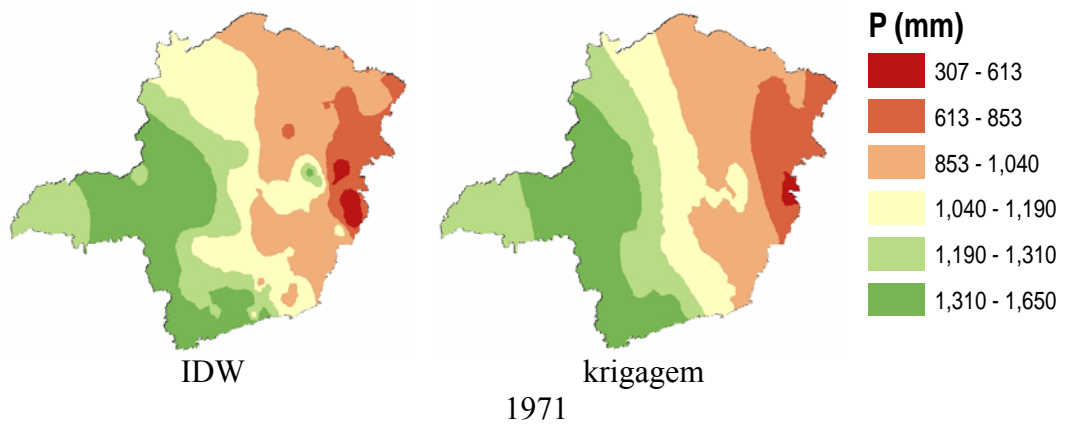 P (mm)
307 - 613
613 - 853
853 - 1,040
1,040 - 1,190
1,190 - 1,310
1,310 - 1,650
IDW
krigagem
1971